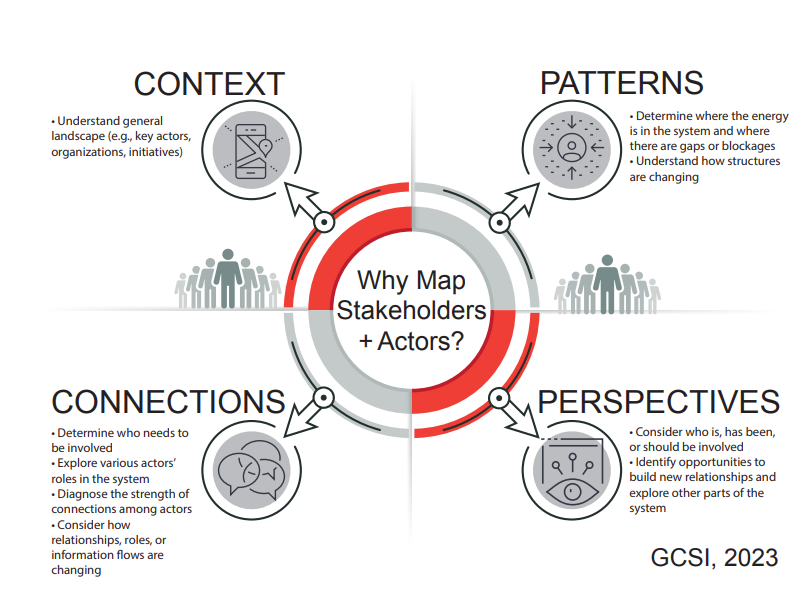 CONTEXT
• Understand general
landscape (e.g., key actors,
organizations, initiatives)
PATTERNS
• Determine where the energy
is in the system and where
there are gaps or blockages
• Understand how structures
are changing
Why Map
Stakeholders
+ Actors?
CONNECTIONS
• Determine who needs to
be involved
• Explore various actors’
roles in the system
• Diagnose the strength of
connections among actors
• Consider how
relationships, roles, or
information flows are
changing
PERSPECTIVES
• Consider who is, has been,
or should be involved
• Identify opportunities to
build new relationships and
explore other parts of the
system
GCSI, 2023